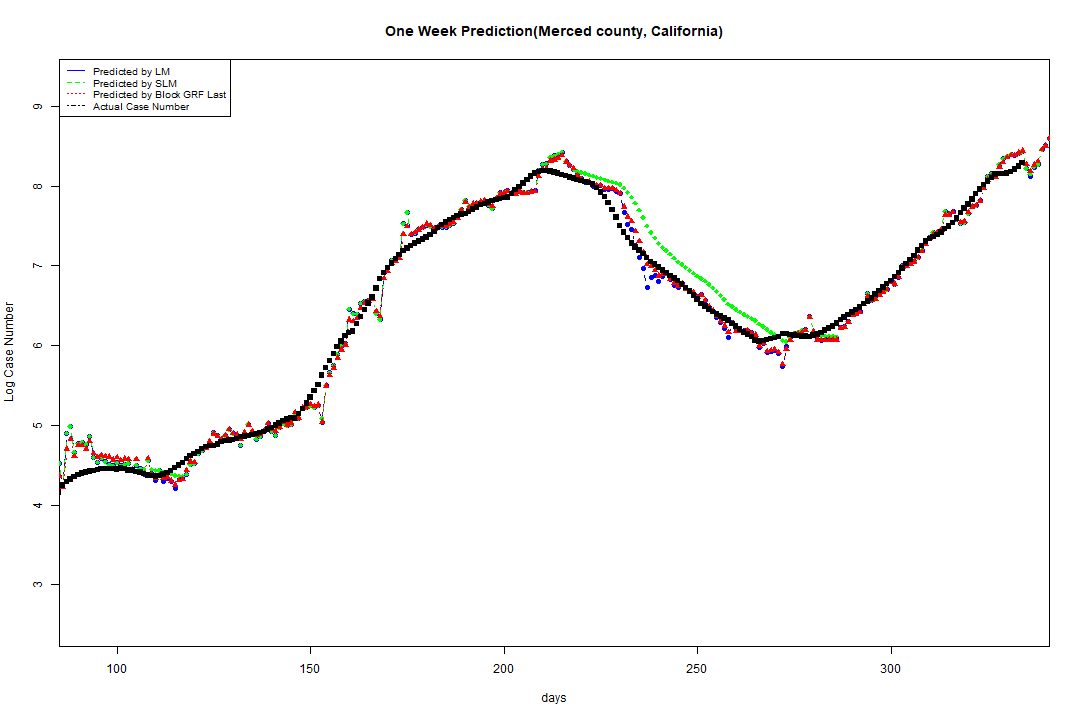 One Week Prediction(Merced county, California)
Predicted by LM
Predicted by SLM
Predicted by Block GRF Last
Actual Case Number
9
8
7
6
5
4
3
Log Case Number
100 150 200 250 300
days